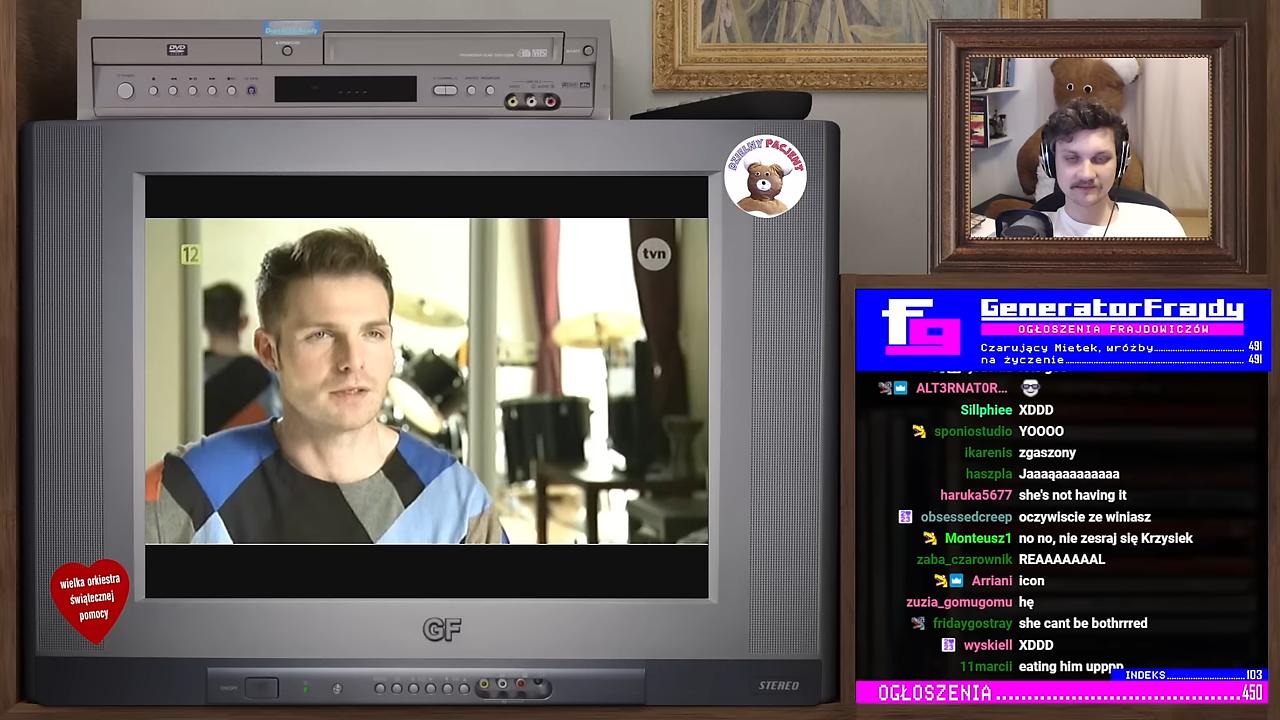 DVD
VHS
DZIELNY PACJENT
12
tvn
wielka orkiestra
świątecznej
pomocy
GF
STEREO
fg
GeneratorFrajdy
OGŁOSZENIA FRAJDOWICZÓW
Czarujący Mietek, wróżby 491
na życzenie 491
ALT3RNAT0R...
Sillphiee XDDD
sponiostudio YOOOO
ikarenis zgaszony
haszpla Jaaaąaaaaaaaaa
haruka5677 she's not having it
obsessedcreep oczywiscie ze winiasz
Monteusz1 no no, nie zesraj się Krzysiek
zaba_czarownik REAAAAAAAL
Arriani icon
zuzia_gomugomu hę
fridaygostray she cant be bothrrred
wyskiell XDDD
11marcii eating him upppp
INDEKS 103
OGŁOSZENIA 450